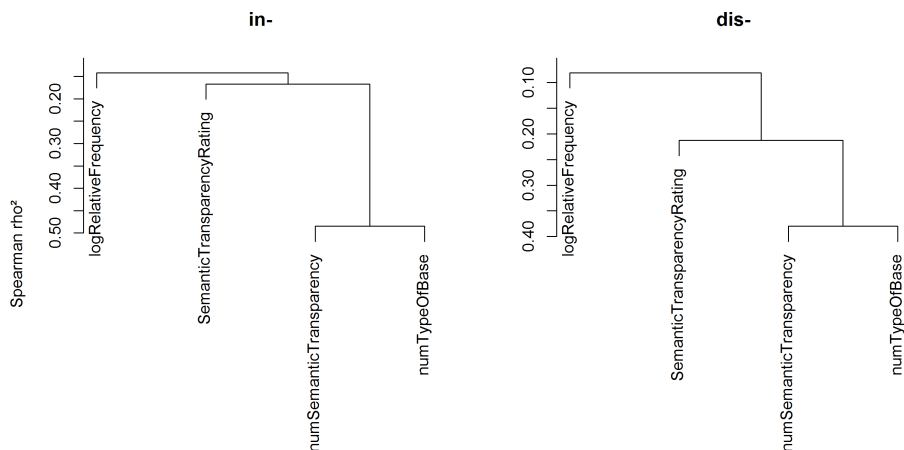 in-
Spearman rho²
0.20
0.30
0.40
0.50
logRelativeFrequency
SemanticTransparencyRating
numSemanticTransparency
numTypeOfBase
dis-
0.10
0.20
0.30
0.40
logRelativeFrequency
SemanticTransparencyRating
numSemanticTransparency
numTypeOfBase